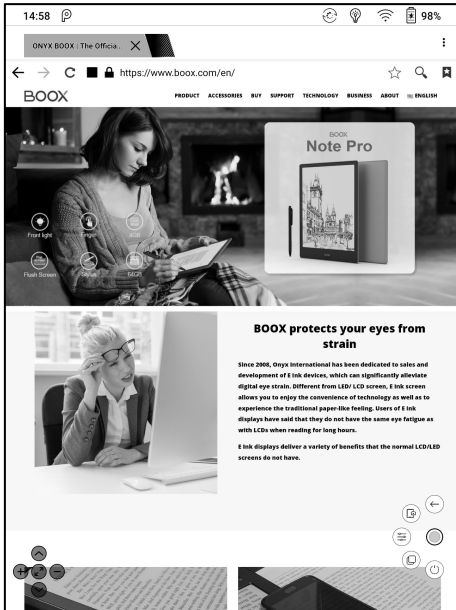 14:58
98%
ONYX BOOX : The Officia..
https://www.boox.com/en/
BOOX
PRODUCT ACCESSORIES BUY SUPPORT TECHNOLOGY BUSINESS ABOUT ENGLISH
BOOX
Note Pro
Front light Finger 4GB
Flush Screen Stylus 64GB
BOOX protects your eyes from
strain
Since 2008, Onyx International has been dedicated to sales and
development of E Ink devices, which can significantly alleviate
digital eye strain. Different from LED/ LCD screen, E Ink screen
allows you to enjoy the convenience of technology as well as to
experience the traditional paper-like feeling. Users of E Ink
displays have said that they do not have the same eye fatigue as
with LCDs when reading for long hours.
E Ink displays deliver a variety of benefits that the normal LCD/LED
screens do not have.